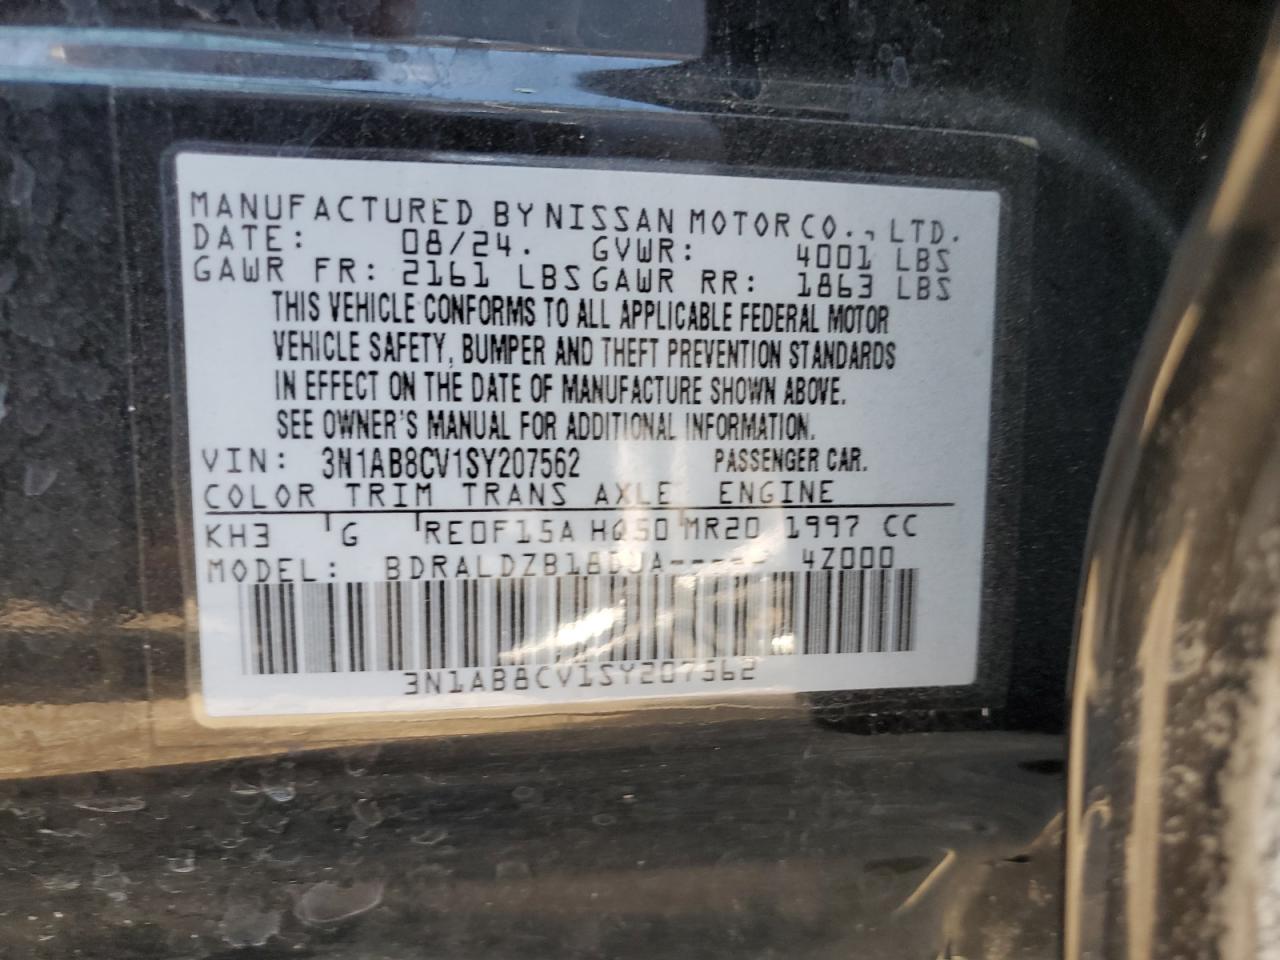 MANUFACTURED BY NISSAN MOTOR CO., LTD.
DATE: 08/24. GVWR: 4001 LBS
GAWR FR: 2161 LBS GAWR RR: 1863 LBS
THIS VEHICLE CONFORMS TO ALL APPLICABLE FEDERAL MOTOR
VEHICLE SAFETY, BUMPER AND THEFT PREVENTION STANDARDS
IN EFFECT ON THE DATE OF MANUFACTURE SHOWN ABOVE.
SEE OWNER'S MANUAL FOR ADDITIONAL INFORMATION.
VIN: 3N1AB8CV1SY207562 PASSENGER CAR.
COLOR TRIM TRANS AXLE ENGINE
KH3 G RE0F15A HQ50 MR20 1997 CC
MODEL: 4Z000
3N1AB8CV1SY207562